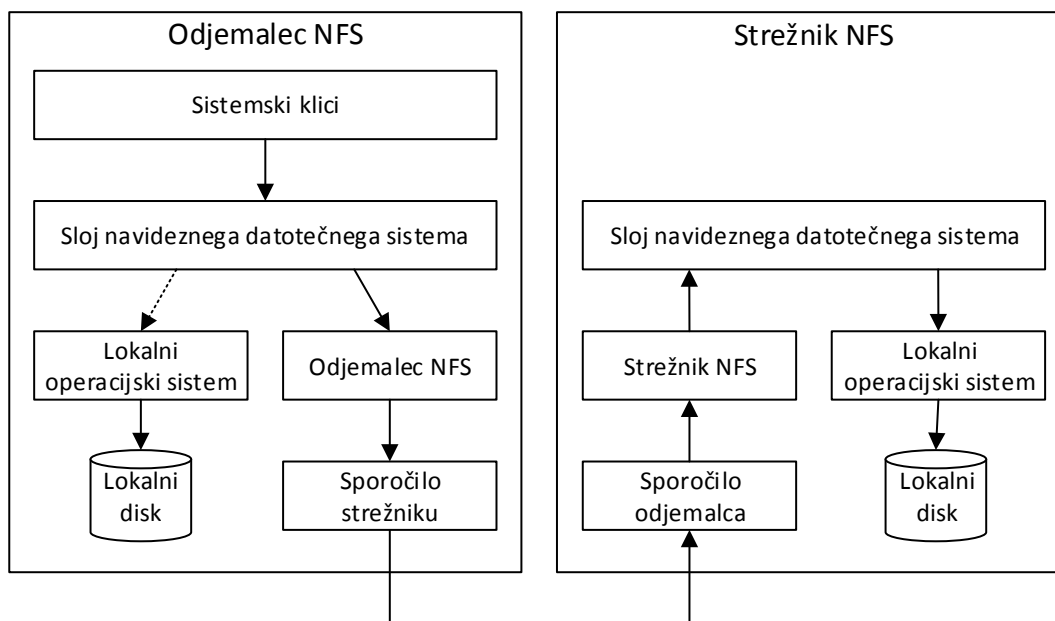 Odjemalec NFS
Sistemski klici
Sloj navideznega datotečnega sistema
Lokalni
operacijski sistem
Odjemalec NFS
Lokalni
disk
Sporočilo
strežniku
Strežnik NFS
Sloj navideznega datotečnega sistema
Strežnik NFS
Lokalni
operacijski sistem
Sporočilo
odjemalca
Lokalni
disk